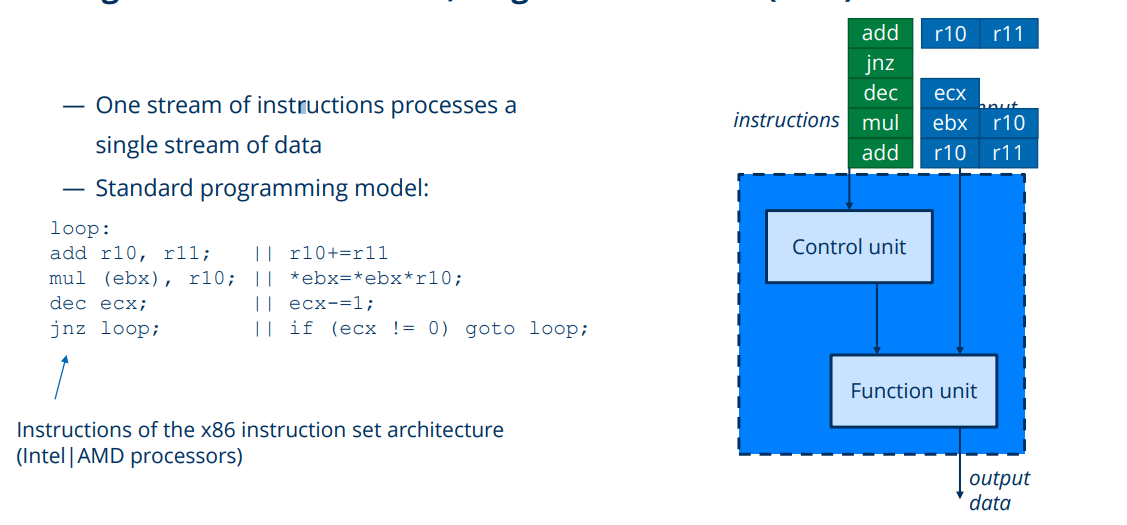 — One stream of instructions processes a
single stream of data
— Standard programming model:
loop:
add r10, r11; || r10+=r11
mul (ebx), r10; || *ebx=*ebx*r10;
dec ecx; || ecx-=1;
jnz loop; || if (ecx != 0) goto loop;
Instructions of the x86 instruction set architecture
(Intel|AMD processors)
add r10 r11
jnz
dec ecx
instructions mul ebx r10
add r10 r11
Control unit
Function unit
output
data